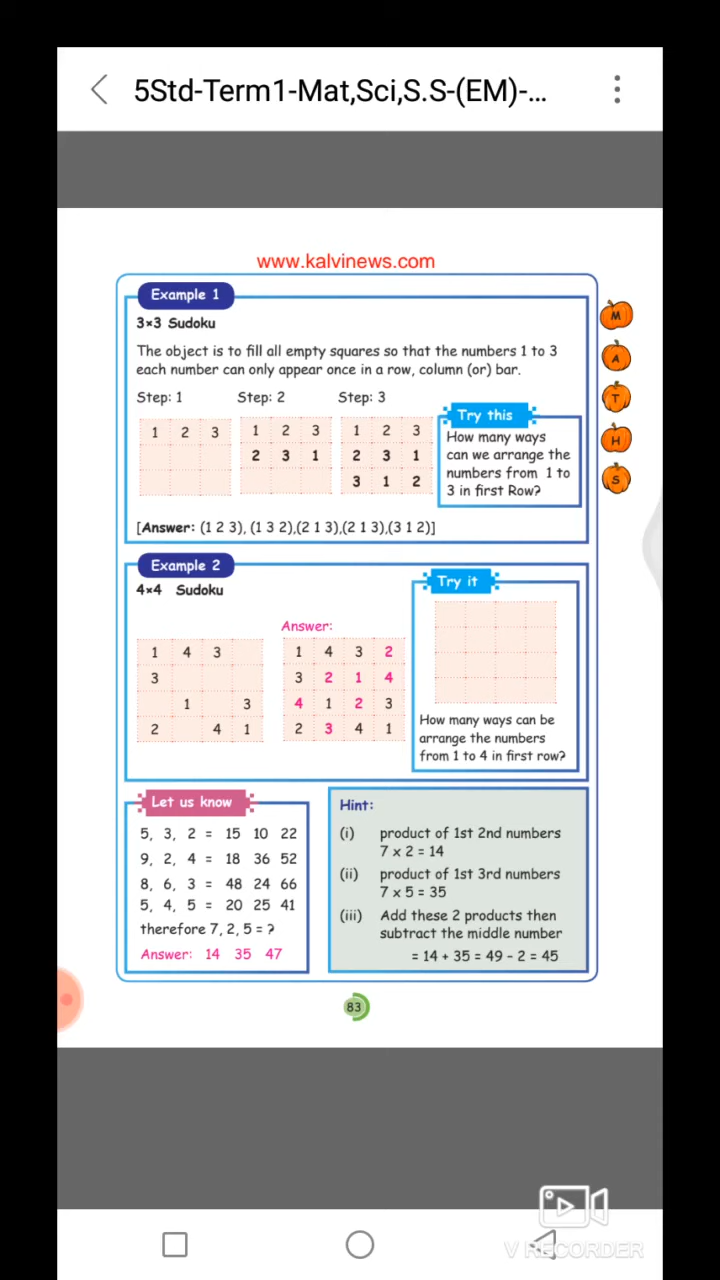 5Std-Term1-Mat,Sci,S.S-(EM)-...
www.kalvinews.com
Example 1
3×3 Sudoku
The object is to fill all empty squares so that the numbers 1 to 3
each number can only appear once in a row, column (or) bar.
Step: 1 Step: 2 Step: 3
1 2 3
1 2 3
2 3 1
1 2 3
2 3 1
3 1 2
Try this
How many ways
can we arrange the
numbers from 1 to
3 in first Row?
[Answer: (1 2 3), (1 3 2),(2 1 3),(2 1 3),(3 1 2)]
Example 2
4×4 Sudoku
1 4 3
3
1 3
2 4 1
Answer:
1 4 3 2
3 2 1 4
4 1 2 3
2 3 4 1
Try it
How many ways can be
arrange the numbers
from 1 to 4 in first row?
Let us know
5, 3, 2 = 15 10 22
9, 2, 4 = 18 36 52
8, 6, 3 = 48 24 66
5, 4, 5 = 20 25 41
therefore 7, 2, 5 = ?
Answer: 14 35 47
Hint:
(i) product of 1st 2nd numbers
7 x 2 = 14
(ii) product of 1st 3rd numbers
7 x 5 = 35
(iii) Add these 2 products then
subtract the middle number
= 14 + 35 = 49 – 2 = 45
M
A
T
H
S
83
V RECORDER